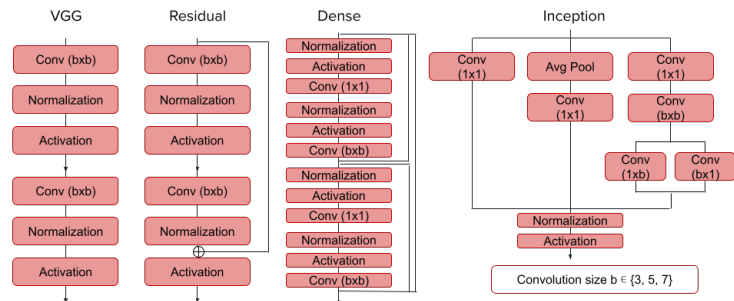 VGG
Conv (bxb)
Normalization
Activation
Conv (bxb)
Normalization
Activation
Residual
Conv (bxb)
Normalization
Activation
Conv (bxb)
Normalization
Activation
Dense
Normalization
Activation
Conv (1x1)
Normalization
Activation
Conv (bxb)
Normalization
Activation
Conv (1x1)
Normalization
Activation
Conv (bxb)
Inception
Conv
(1x1)
Avg Pool
Conv
(1x1)
Conv
(1x1)
Conv
(bxb)
Conv
(1xb)
Conv
(bx1)
Normalization
Activation
Convolution size b ∈ {3, 5, 7}